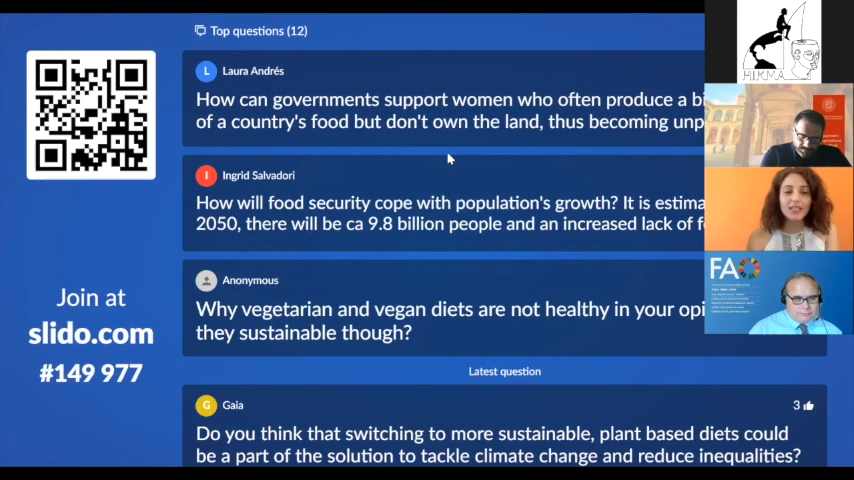 Top questions (12)
L
Laura Andrés
How can governments support women who often produce a bi
of a country's food but don't own the land, thus becoming unp
I
Ingrid Salvadori
How will food security cope with population's growth? It is estima
2050, there will be ca 9.8 billion people and an increased lack of f
Anonymous
Why vegetarian and vegan diets are not healthy in your opi
they sustainable though?
Latest question
G
Gaia
3
Do you think that switching to more sustainable, plant based diets could
be a part of the solution to tackle climate change and reduce inequalities?
Join at
slido.com
#149 977
HIKMA
FAO